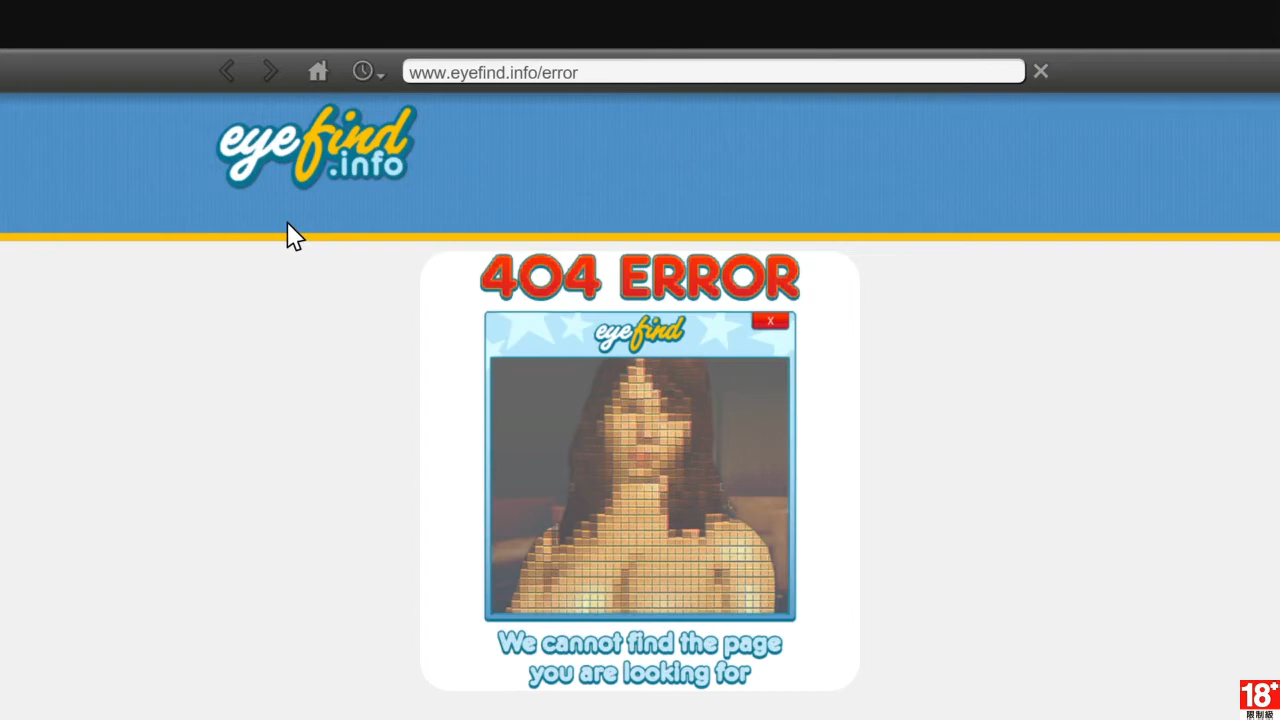 www.eyefind.info/error
eyefind
.info
404 ERROR
eyefind
X
We cannot find the page
you are looking for
18+
限制級